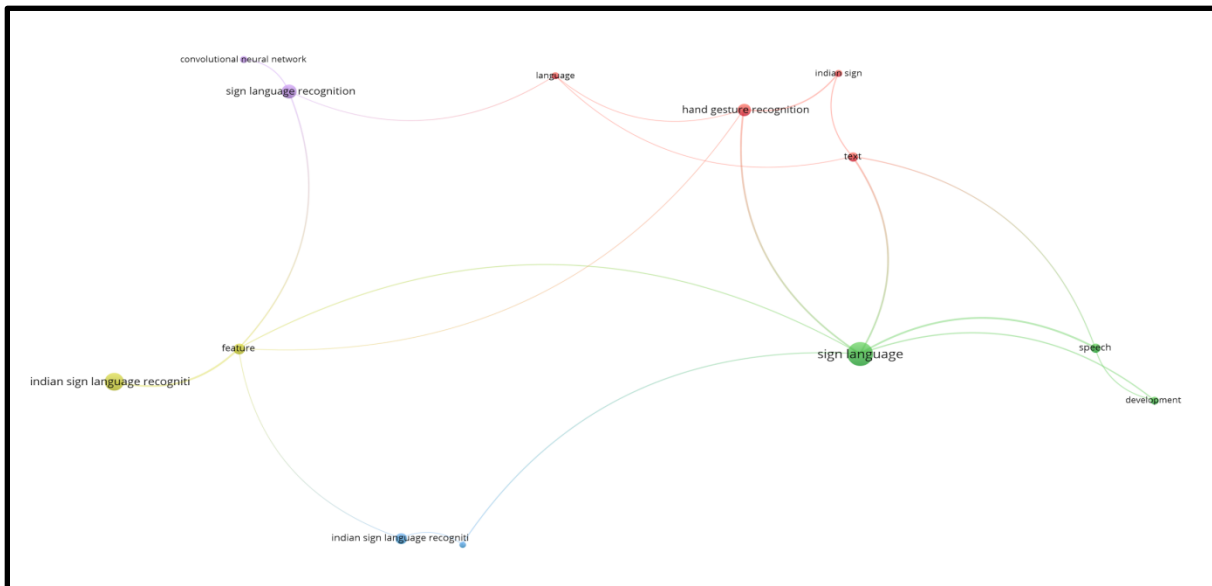 convolutional neural network
language
indian sign
sign language recognition
hand gesture recognition
text
feature
speech
sign language
indian sign language recogniti
development
indian sign language recogniti